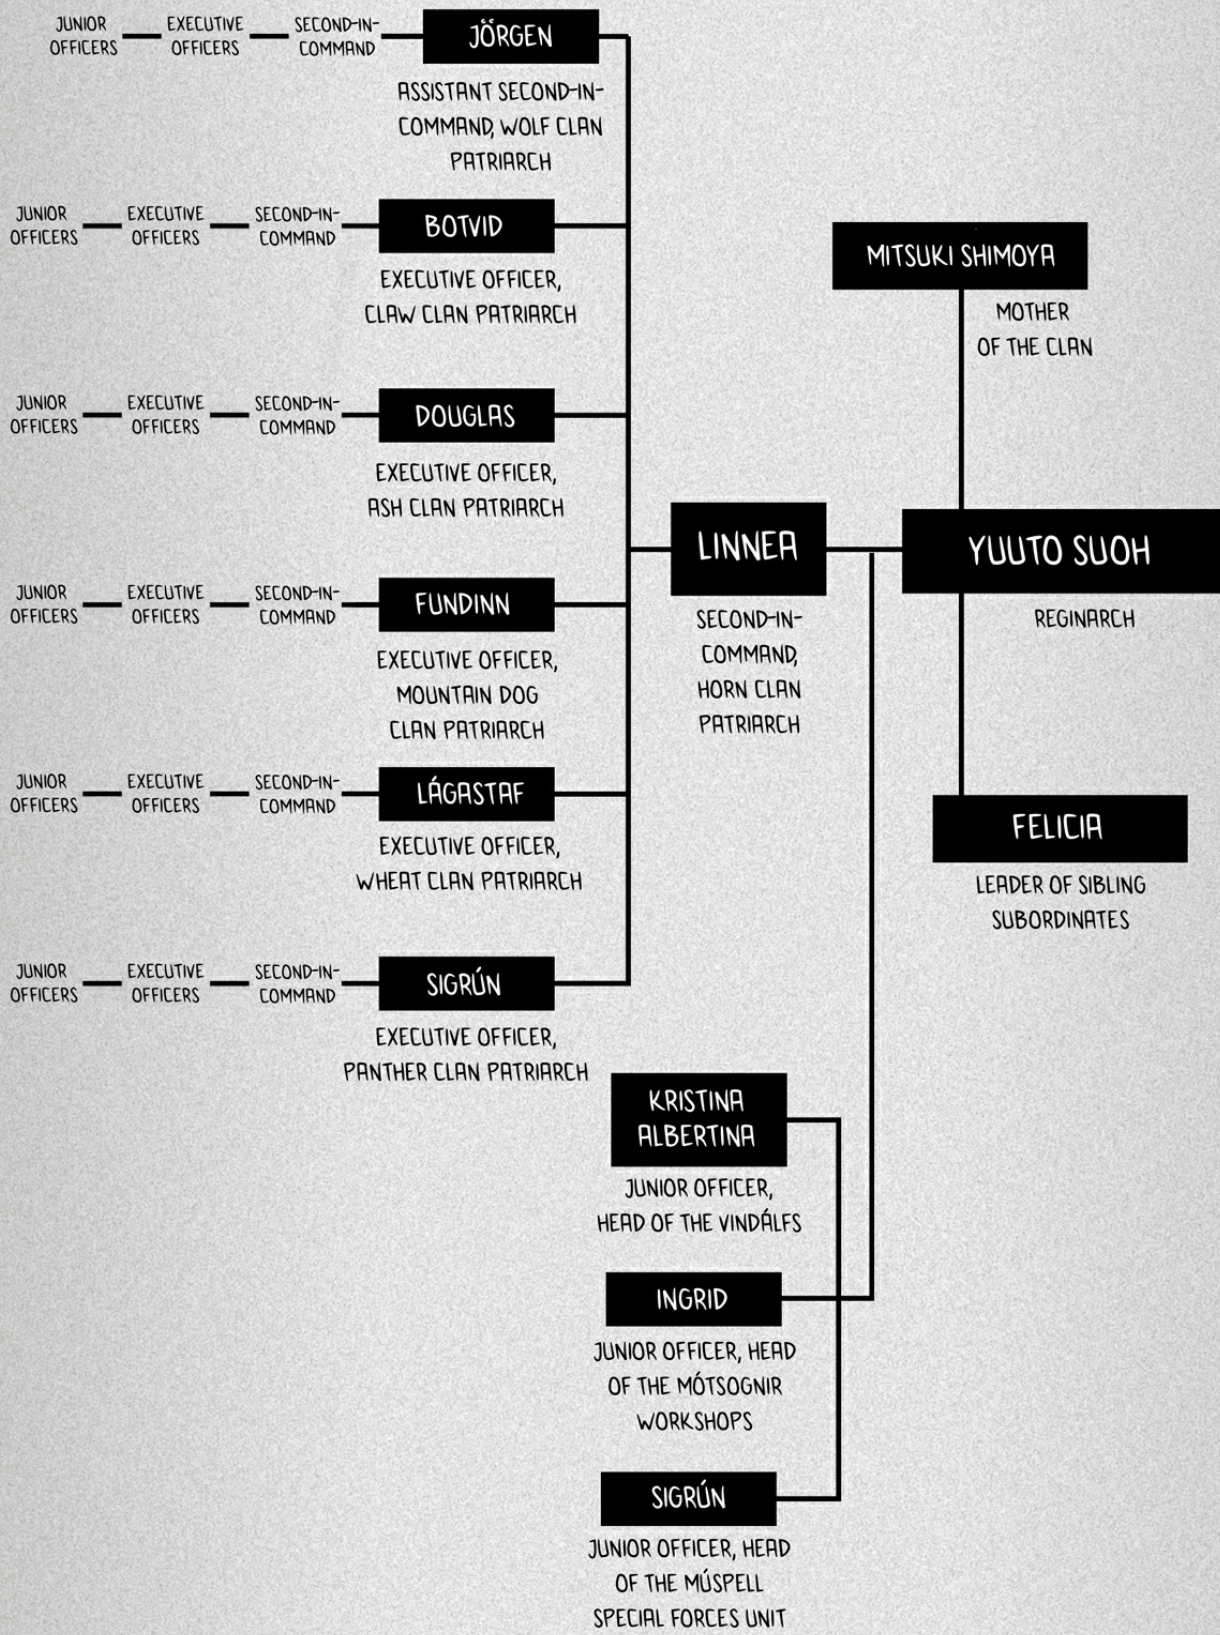 JUNIOR
OFFICERS
EXECUTIVE
OFFICERS
SECOND-IN-
COMMAND
JÖRGEN
ASSISTANT SECOND-IN-
COMMAND, WOLF CLAN
PATRIARCH
JUNIOR
OFFICERS
EXECUTIVE
OFFICERS
SECOND-IN-
COMMAND
BOTVID
EXECUTIVE OFFICER,
CLAW CLAN PATRIARCH
JUNIOR
OFFICERS
EXECUTIVE
OFFICERS
SECOND-IN-
COMMAND
DOUGLAS
EXECUTIVE OFFICER,
ASH CLAN PATRIARCH
JUNIOR
OFFICERS
EXECUTIVE
OFFICERS
SECOND-IN-
COMMAND
FUNDINN
EXECUTIVE OFFICER,
MOUNTAIN DOG
CLAN PATRIARCH
JUNIOR
OFFICERS
EXECUTIVE
OFFICERS
SECOND-IN-
COMMAND
LÁGASTAF
EXECUTIVE OFFICER,
WHEAT CLAN PATRIARCH
JUNIOR
OFFICERS
EXECUTIVE
OFFICERS
SECOND-IN-
COMMAND
SIGRÚN
EXECUTIVE OFFICER,
PANTHER CLAN PATRIARCH
LINNEA
SECOND-IN-
COMMAND,
HORN CLAN
PATRIARCH
MITSUKI SHIMOYA
MOTHER
OF THE CLAN
YUUTO SUOH
REGINARCH
FELICIA
LEADER OF SIBLING
SUBORDINATES
KRISTINA
ALBERTINA
JUNIOR OFFICER,
HEAD OF THE VINDÁLFS
INGRID
JUNIOR OFFICER, HEAD
OF THE MÓTSOGNIR
WORKSHOPS
SIGRÚN
JUNIOR OFFICER, HEAD
OF THE MÚSPELL
SPECIAL FORCES UNIT